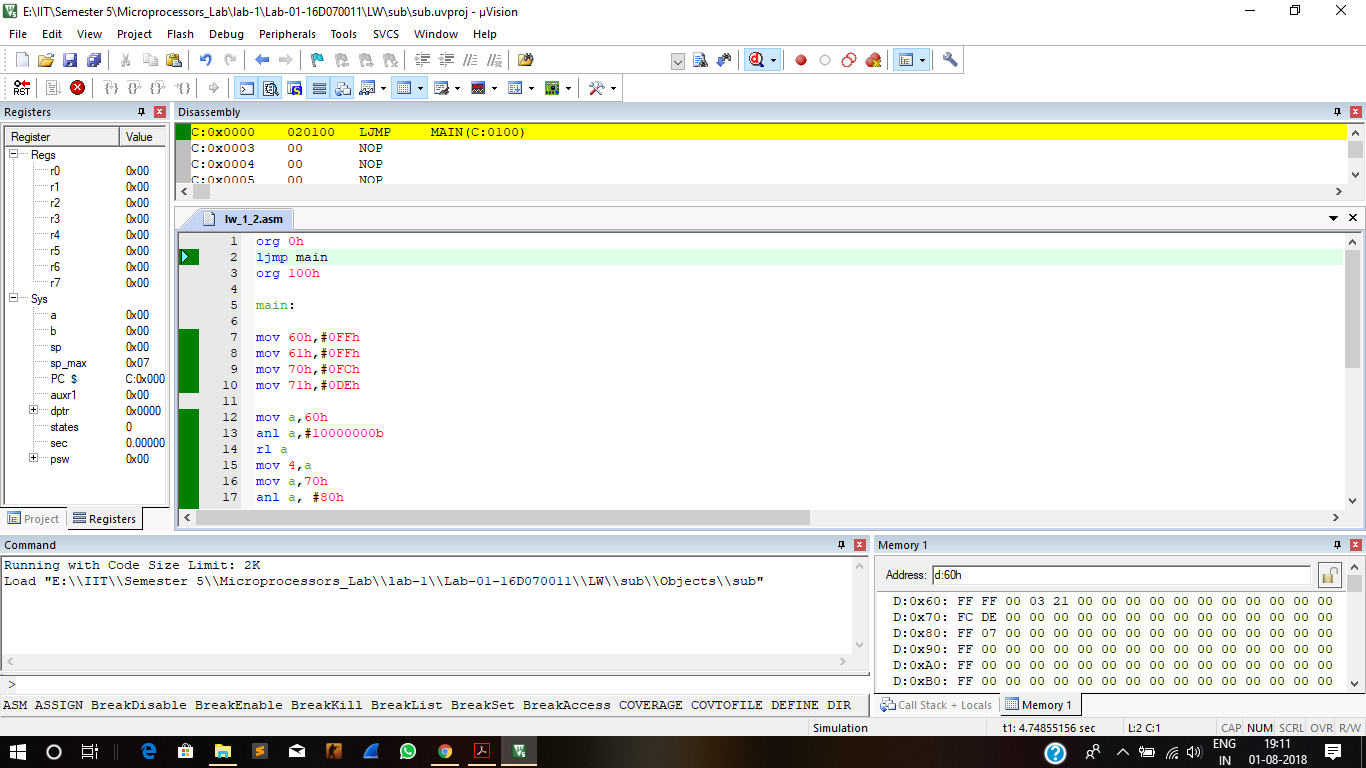 E:\IIT\Semester 5\Microprocessors_Lab\lab-1\Lab-01-16D070011\LW\sub\sub.uvproj - µVision
File Edit View Project Flash Debug Peripherals Tools SVCS Window Help
RST
Registers
Register Value
Regs
r0 0x00
r1 0x00
r2 0x00
r3 0x00
r4 0x00
r5 0x00
r6 0x00
r7 0x00
Sys
a 0x00
b 0x00
sp 0x00
sp_max 0x07
PC $ C:0x000
auxr1 0x00
dptr 0x0000
states 0
sec 0.00000
psw 0x00
Project Registers
Disassembly
C:0x0000 020100 LJMP MAIN(C:0100)
C:0x0003 00 NOP
C:0x0004 00 NOP
C:0x0005 00 NOP
lw_1_2.asm
1 org 0h
2 ljmp main
3 org 100h
4
5 main:
6
7 mov 60h,#0FFh
8 mov 61h,#0FFh
9 mov 70h,#0FCh
10 mov 71h,#0DEh
11
12 mov a,60h
13 anl a,#10000000b
14 rl a
15 mov 4,a
16 mov a,70h
17 anl a, #80h
Command
Running with Code Size Limit: 2K
Load "E:\\IIT\\Semester 5\\Microprocessors_Lab\\lab-1\\Lab-01-16D070011\\LW\\sub\\Objects\\sub"
>
ASM ASSIGN BreakDisable BreakEnable BreakKill BreakList BreakSet BreakAccess COVERAGE COVTOFILE DEFINE DIR
Memory 1
Address: d:60h
D:0x60: FF FF 00 03 21 00 00 00 00 00 00 00 00 00 00 00
D:0x70: FC DE 00 00 00 00 00 00 00 00 00 00 00 00 00 00
D:0x80: FF 07 00 00 00 00 00 00 00 00 00 00 00 00 00 00
D:0x90: FF 00 00 00 00 00 00 00 00 00 00 00 00 00 00 00
D:0xA0: FF 00 00 00 00 00 00 00 00 00 00 00 00 00 00 00
D:0xB0: FF 00 00 00 00 00 00 00 00 00 00 00 00 00 00 00
Call Stack + Locals Memory 1
Simulation t1: 4.74855156 sec L:2 C:1 CAP NUM SCRL OVR R/W
ENG 19:11
IN 01-08-2018